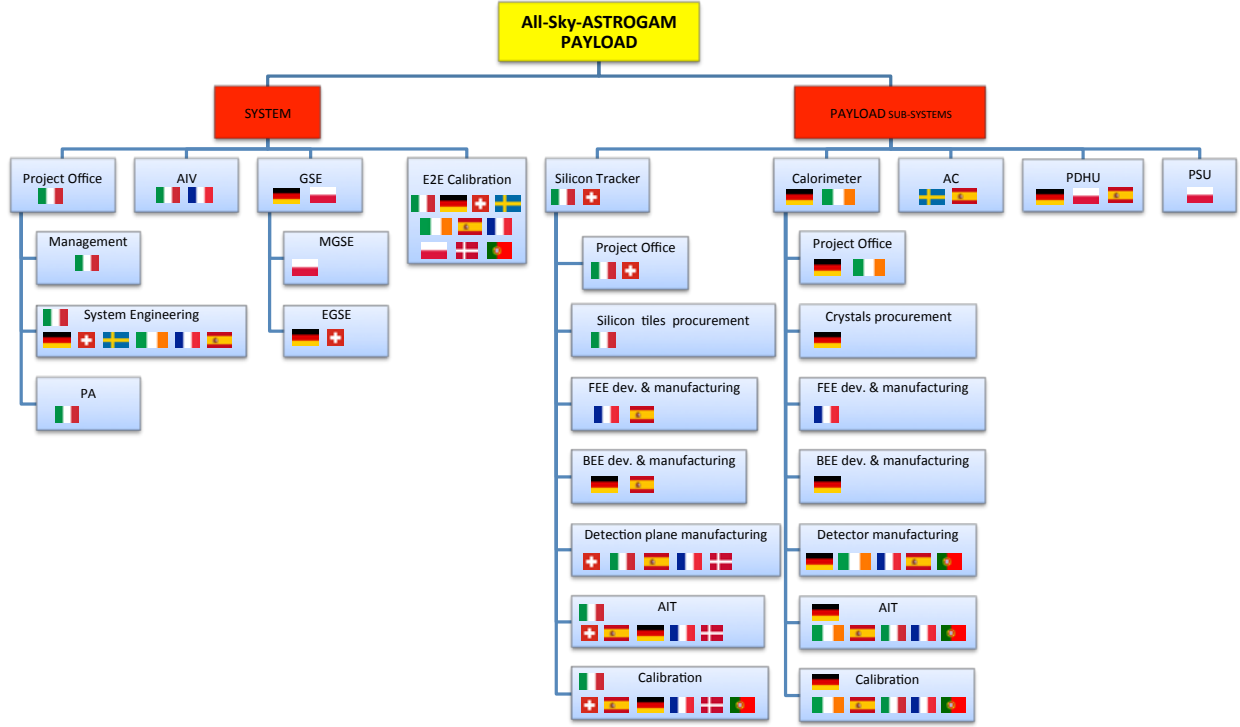 All-Sky-ASTROGAM
PAYLOAD
SYSTEM
PAYLOAD SUB-SYSTEMS
Project Office
AIV
GSE
E2E Calibration
Silicon Tracker
Calorimeter
AC
PDHU
PSU
Management
System Engineering
PA
MGSE
EGSE
Project Office
Silicon tiles procurement
FEE dev. & manufacturing
BEE dev. & manufacturing
Detection plane manufacturing
AIT
Calibration
Project Office
Crystals procurement
FEE dev. & manufacturing
BEE dev. & manufacturing
Detector manufacturing
AIT
Calibration